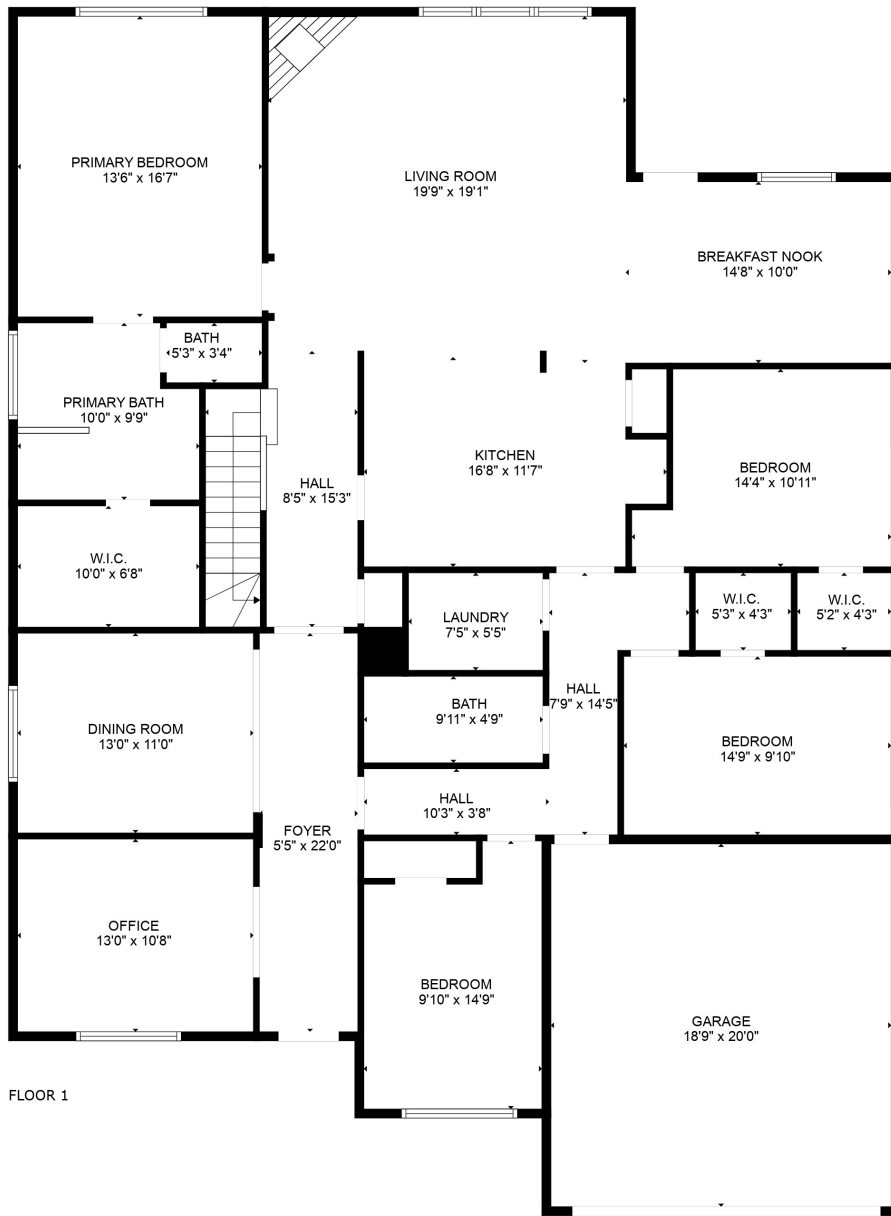 PRIMARY BEDROOM
13'6" x 16'7"
LIVING ROOM
19'9" x 19'1"
BREAKFAST NOOK
14'8" x 10'0"
BATH
5'3" x 3'4"
PRIMARY BATH
10'0" x 9'9"
KITCHEN
16'8" x 11'7"
BEDROOM
14'4" x 10'11"
HALL
8'5" x 15'3"
W.I.C.
10'0" x 6'8"
LAUNDRY
7'5" x 5'5"
W.I.C.
5'3" x 4'3"
W.I.C.
5'2" x 4'3"
HALL
7'9" x 14'5"
BATH
9'11" x 4'9"
DINING ROOM
13'0" x 11'0"
BEDROOM
14'9" x 9'10"
HALL
10'3" x 3'8"
FOYER
5'5" x 22'0"
OFFICE
13'0" x 10'8"
BEDROOM
9'10" x 14'9"
GARAGE
18'9" x 20'0"
FLOOR 1